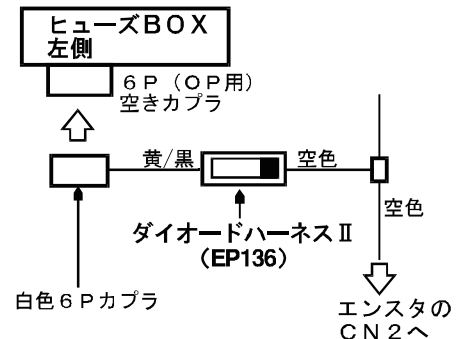 ヒューズBOX
左側
6P（OP用）
空きカプラ
黄/黒
空色
空色
ダイオードハーネスⅡ
（EP136）
白色6Pカプラ
エンスタの
CN2へ